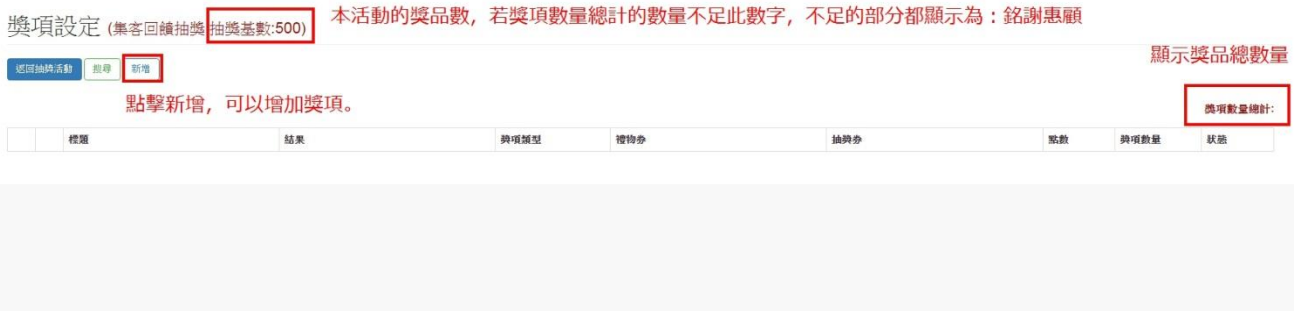 本活動的獎品數，若獎項數量總計的數量不足此數字，不足的部分都顯示為：銘謝惠顧
獎項設定 (集客回饋抽獎 抽獎基數:500)
顯示獎品總數量
返回抽獎活動 搜尋 新增
點擊新增，可以增加獎項。
獎項數量總計:
標題 結果 獎項類型 禮物券 抽獎券 點數 獎項數量 狀態